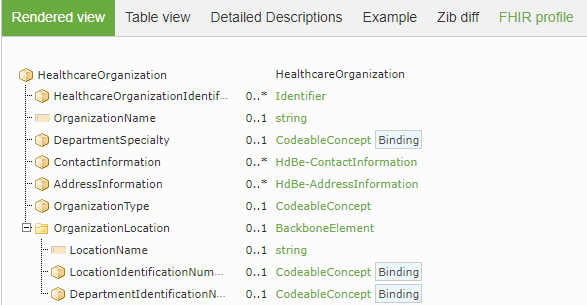 Rendered view Table view Detailed Descriptions Example Zib diff FHIR profile
HealthcareOrganization HealthcareOrganization
HealthcareOrganizationIdentif... 0..* Identifier
OrganizationName 0..1 string
DepartmentSpecialty 0..1 CodeableConcept Binding
ContactInformation 0..* HdBe-ContactInformation
AddressInformation 0..* HdBe-AddressInformation
OrganizationType 0..1 CodeableConcept
OrganizationLocation 0..1 BackboneElement
LocationName 0..1 string
LocationIdentificationNum... 0..1 CodeableConcept Binding
DepartmentIdentificationN... 0..1 CodeableConcept Binding